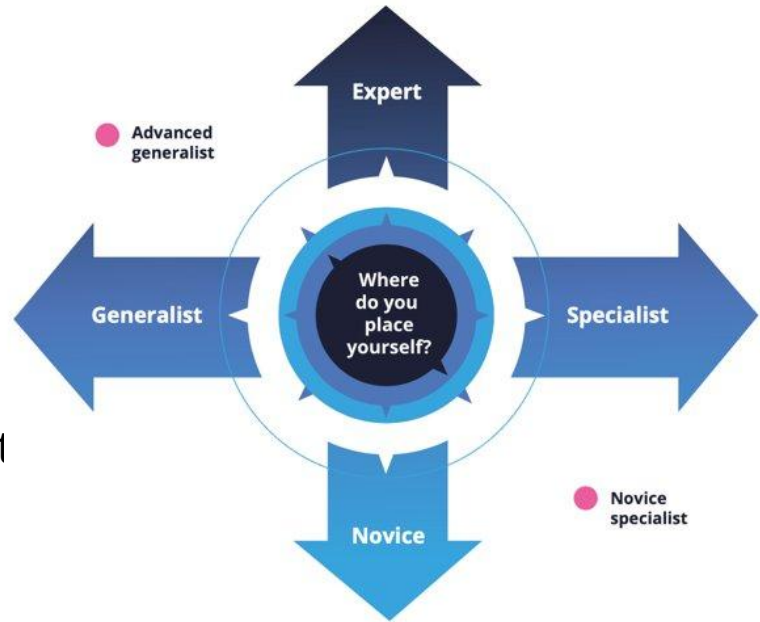 Expert
Advanced
generalist
Where
do you
place
yourself?
Generalist
Specialist
Novice
specialist
Novice